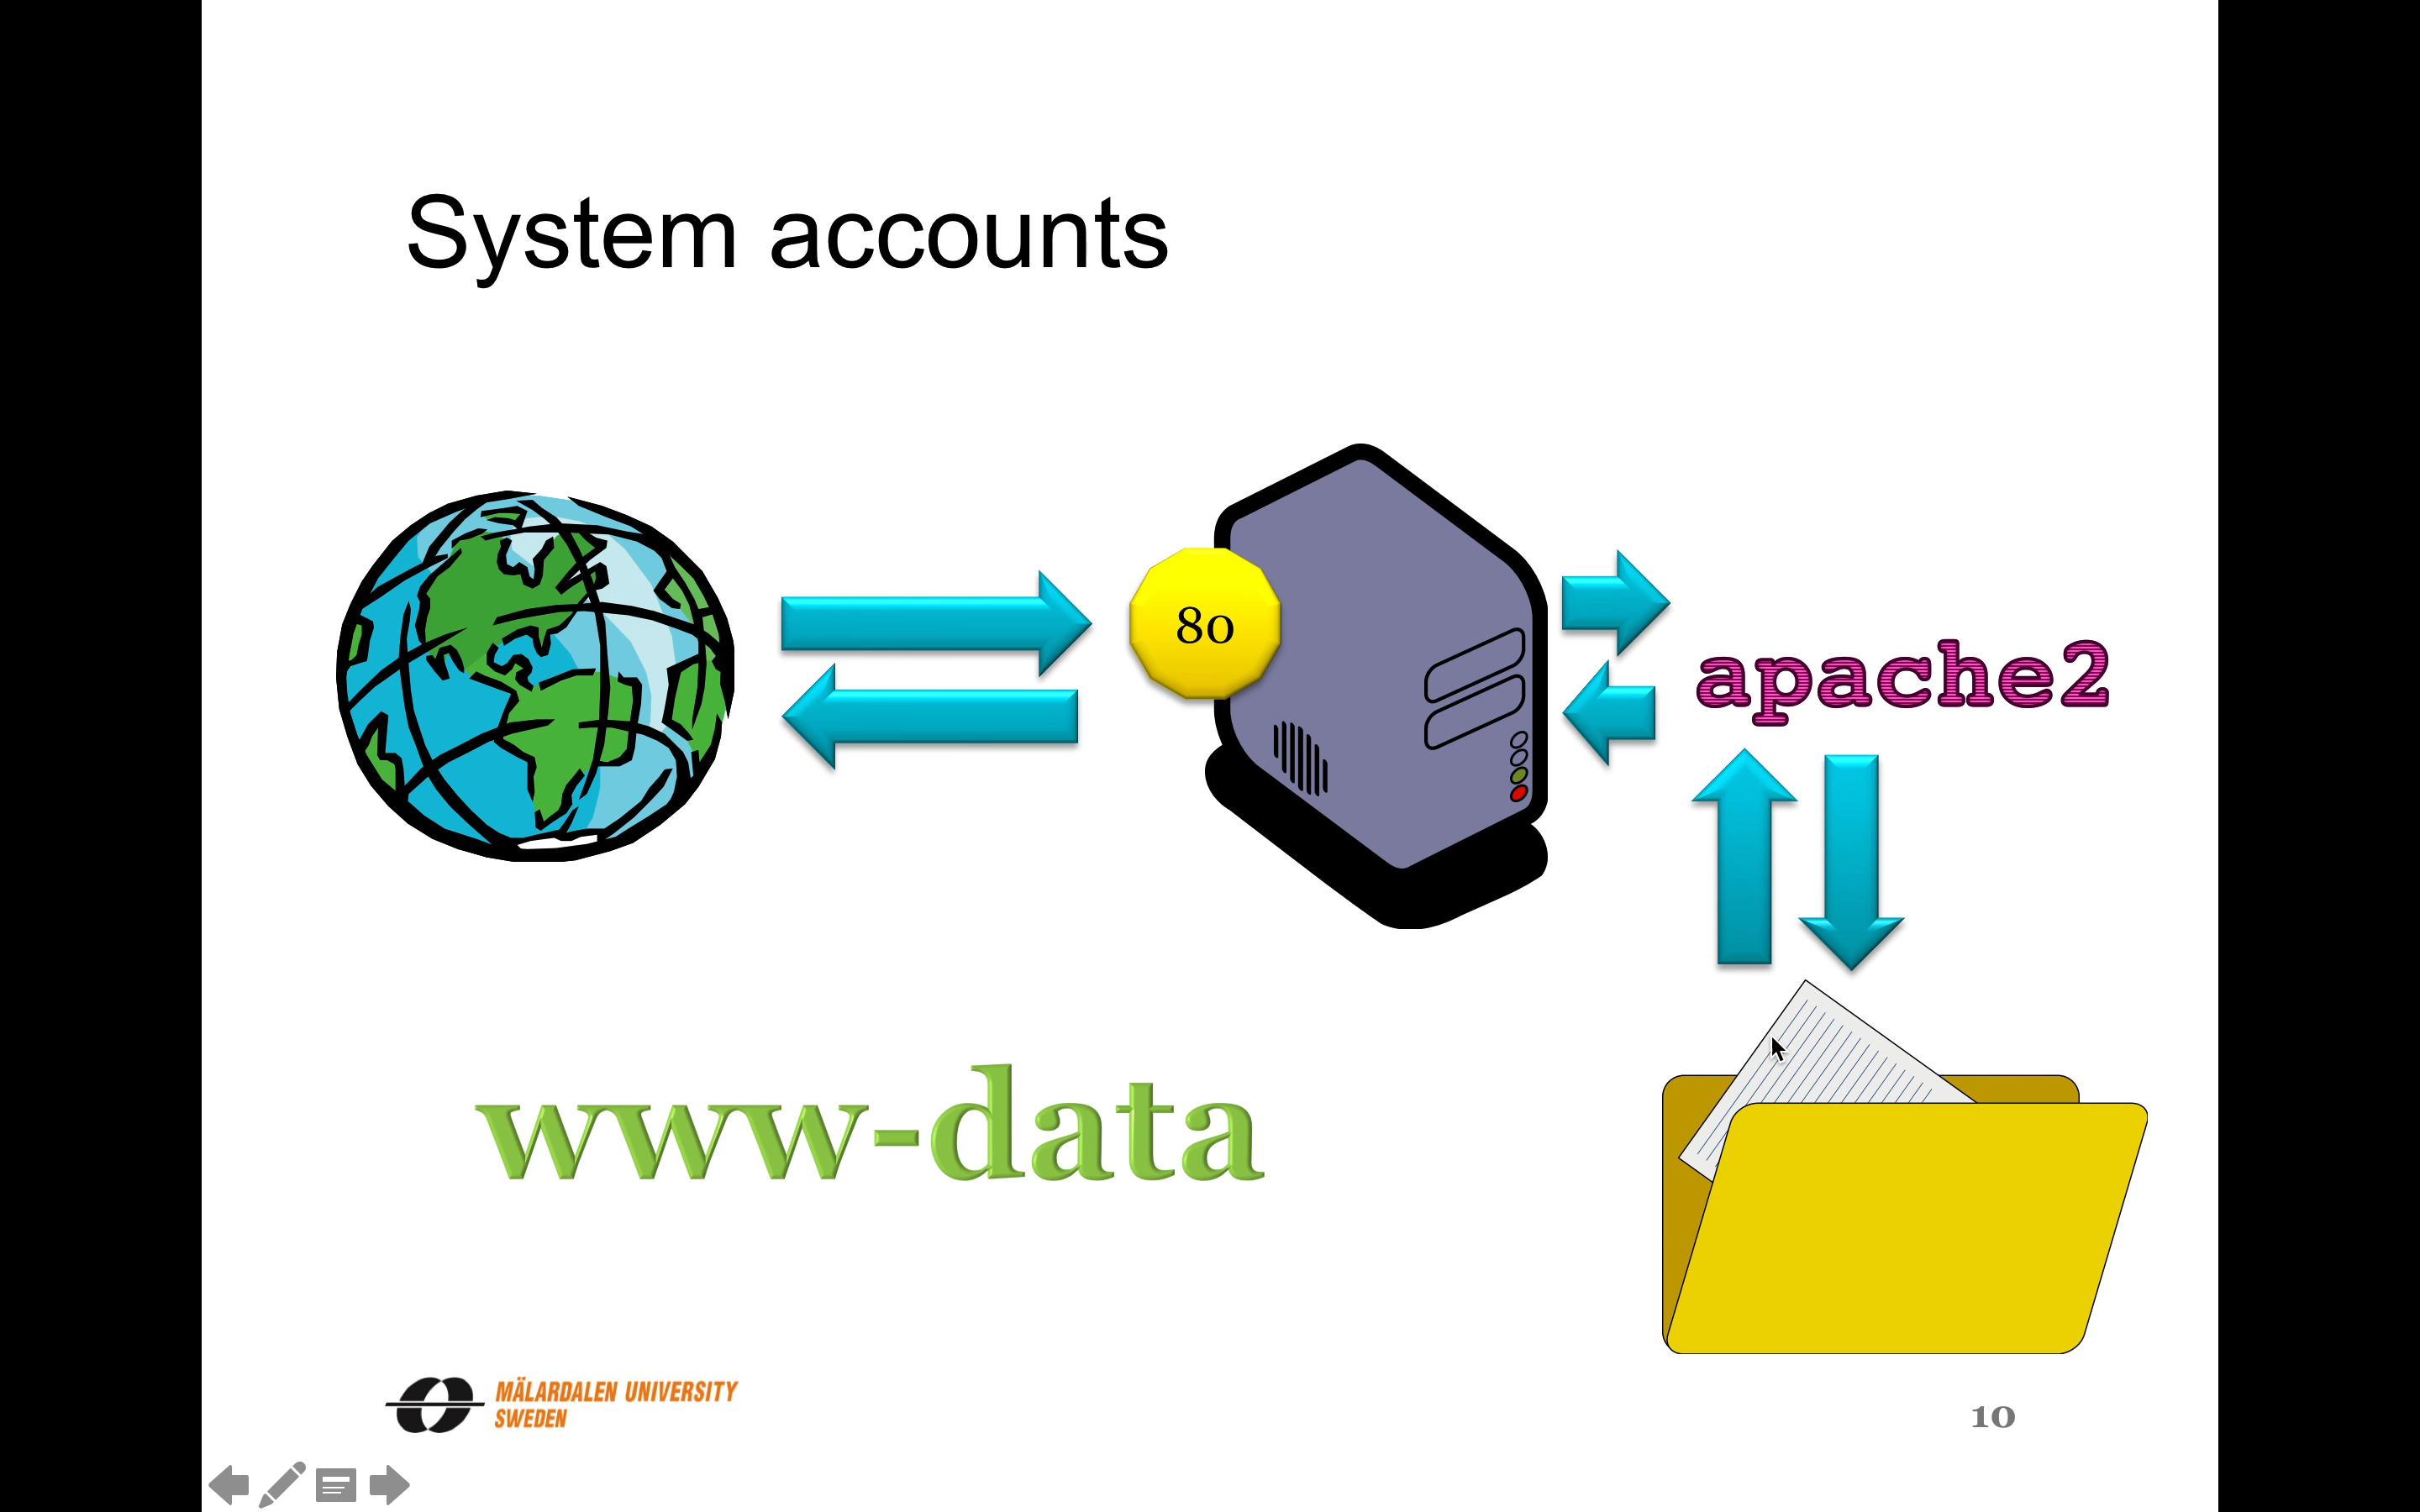 System accounts
80
apache2
www-data
MÄLARDALEN UNIVERSITY
SWEDEN
10